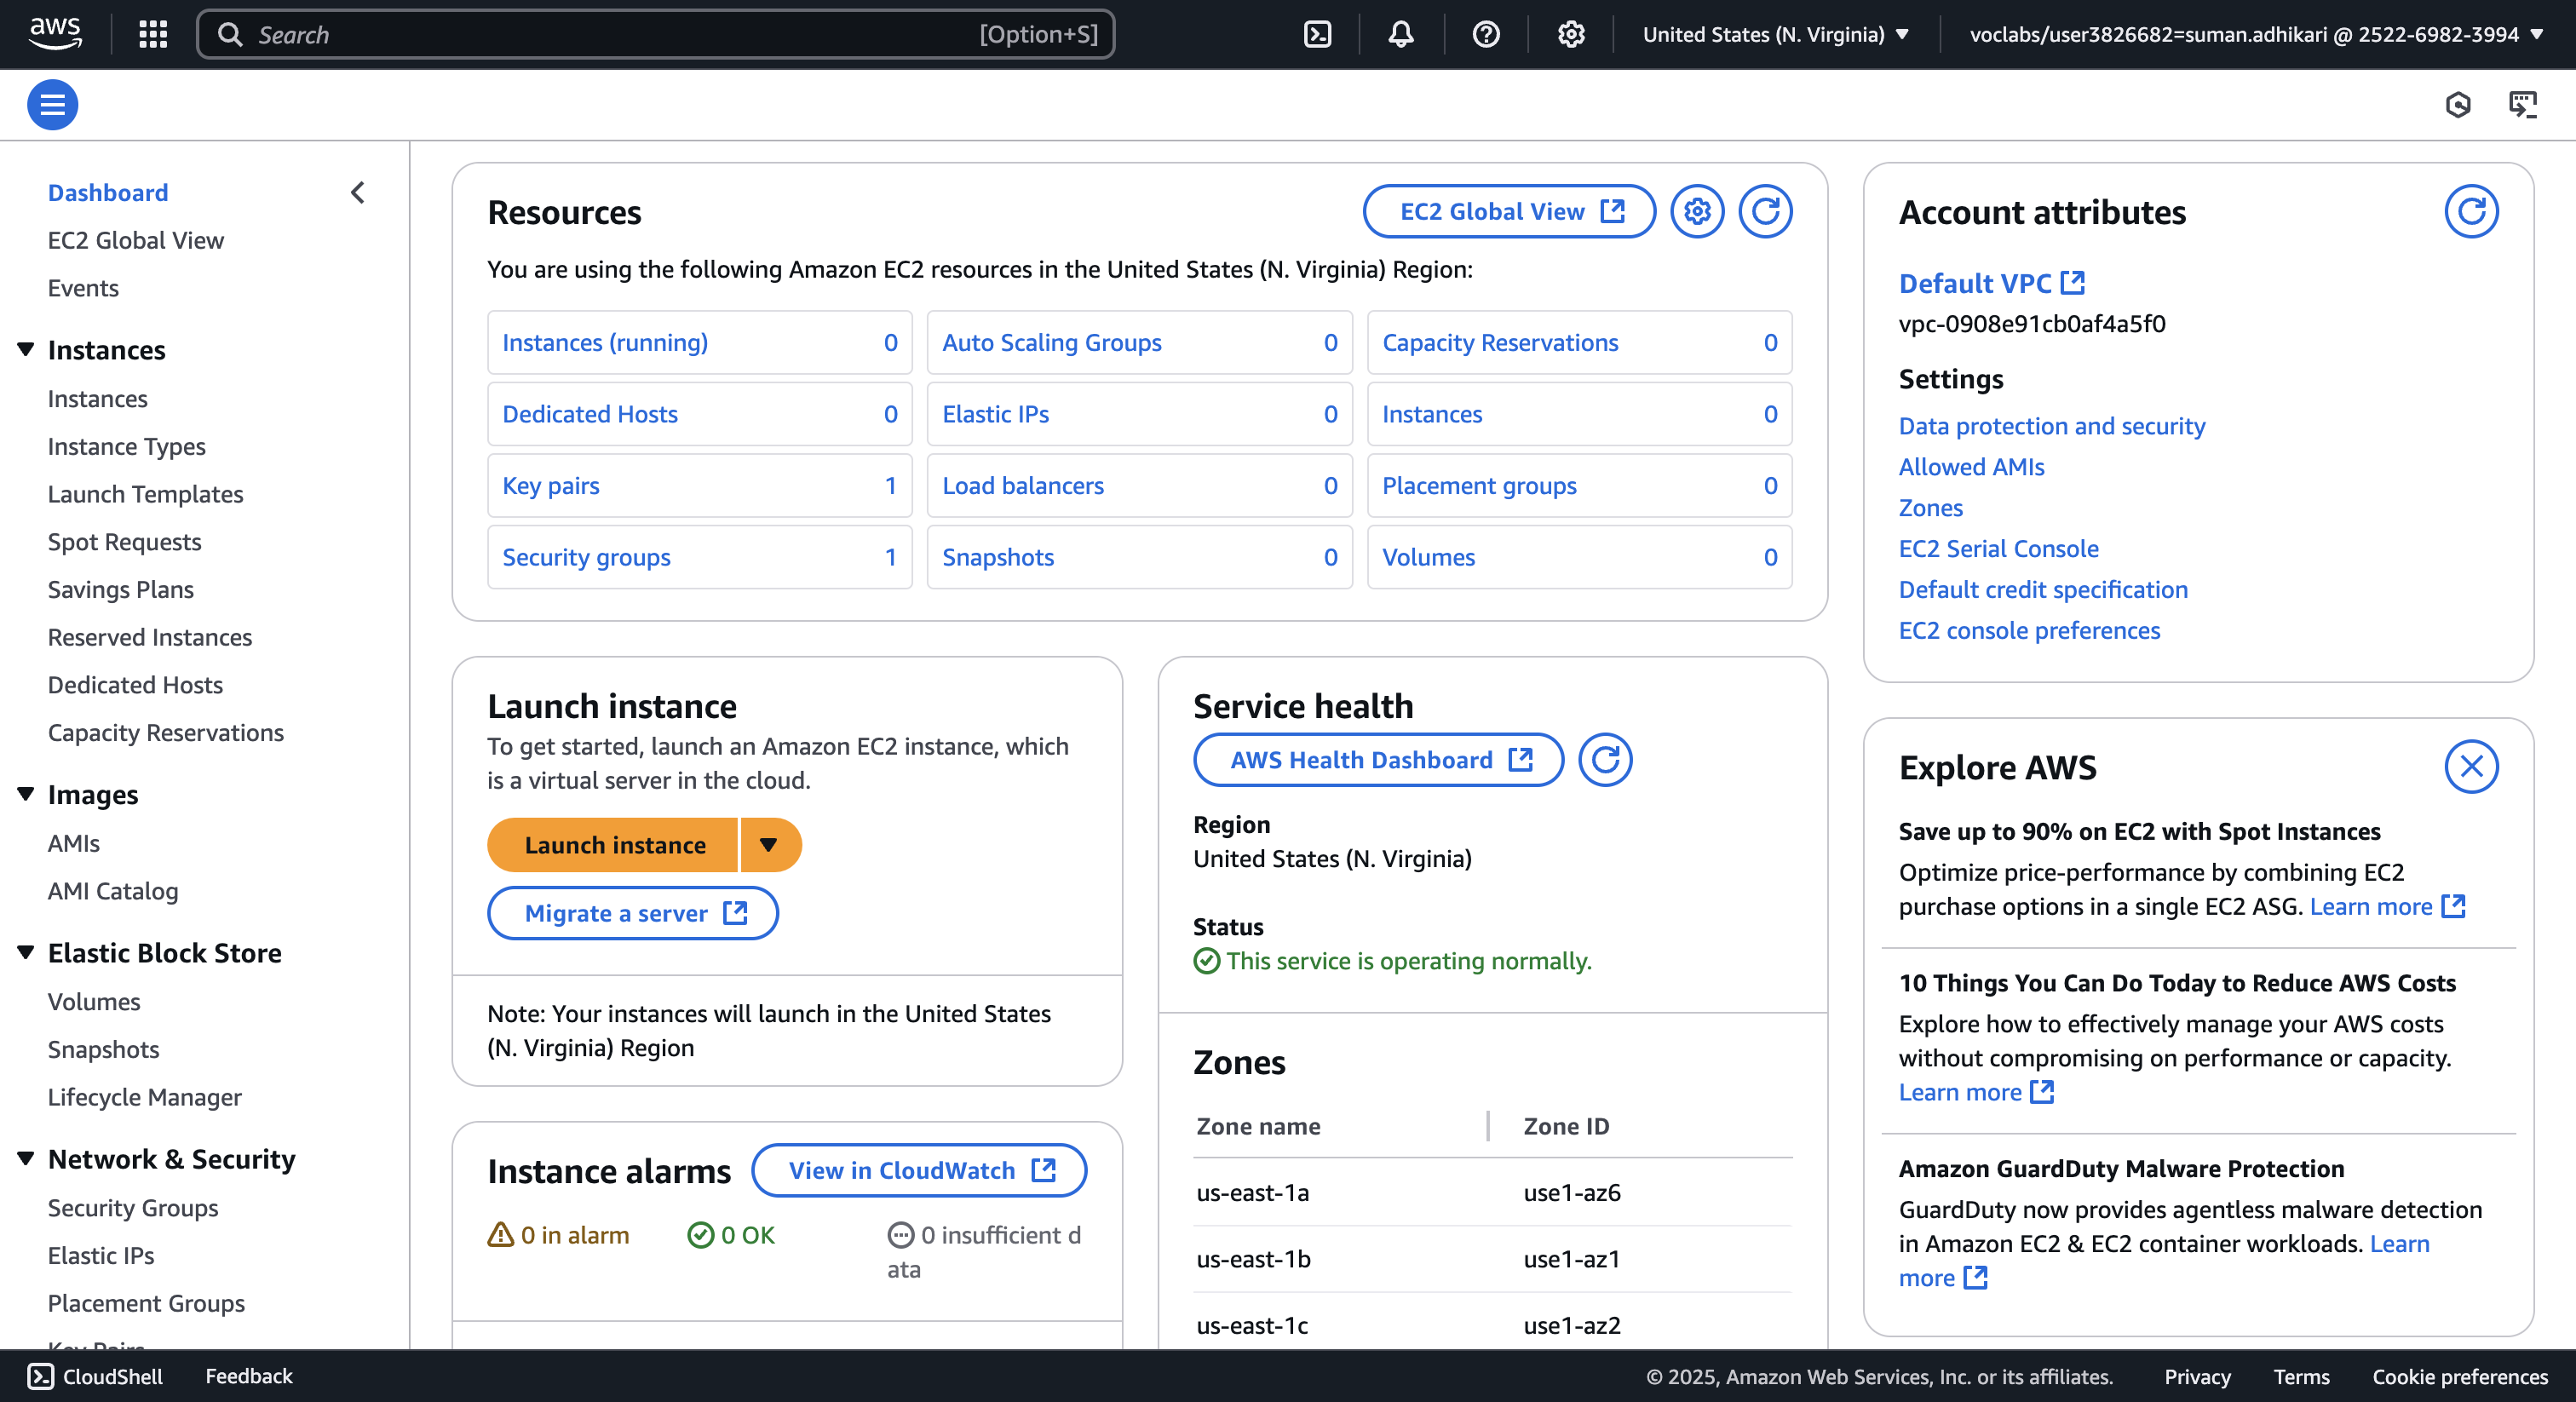 aws
Search
[Option+S]
United States (N. Virginia)
voclabs/user3826682=suman.adhikari @ 2522-6982-3994
Dashboard
EC2 Global View
Events
Instances
Instances
Instance Types
Launch Templates
Spot Requests
Savings Plans
Reserved Instances
Dedicated Hosts
Capacity Reservations
Images
AMIs
AMI Catalog
Elastic Block Store
Volumes
Snapshots
Lifecycle Manager
Network & Security
Security Groups
Elastic IPs
Placement Groups
Key Pairs
Resources
EC2 Global View
You are using the following Amazon EC2 resources in the United States (N. Virginia) Region:
Instances (running) 0
Auto Scaling Groups 0
Capacity Reservations 0
Dedicated Hosts 0
Elastic IPs 0
Instances 0
Key pairs 1
Load balancers 0
Placement groups 0
Security groups 1
Snapshots 0
Volumes 0
Launch instance
To get started, launch an Amazon EC2 instance, which
is a virtual server in the cloud.
Launch instance
Migrate a server
Note: Your instances will launch in the United States
(N. Virginia) Region
Instance alarms
View in CloudWatch
0 in alarm
0 OK
0 insufficient d
ata
Service health
AWS Health Dashboard
Region
United States (N. Virginia)
Status
This service is operating normally.
Zones
Zone name Zone ID
us-east-1a use1-az6
us-east-1b use1-az1
us-east-1c use1-az2
Account attributes
Default VPC
vpc-0908e91cb0af4a5f0
Settings
Data protection and security
Allowed AMIs
Zones
EC2 Serial Console
Default credit specification
EC2 console preferences
Explore AWS
Save up to 90% on EC2 with Spot Instances
Optimize price-performance by combining EC2
purchase options in a single EC2 ASG. Learn more
10 Things You Can Do Today to Reduce AWS Costs
Explore how to effectively manage your AWS costs
without compromising on performance or capacity.
Learn more
Amazon GuardDuty Malware Protection
GuardDuty now provides agentless malware detection
in Amazon EC2 & EC2 container workloads. Learn
more
CloudShell
Feedback
© 2025, Amazon Web Services, Inc. or its affiliates.
Privacy
Terms
Cookie preferences